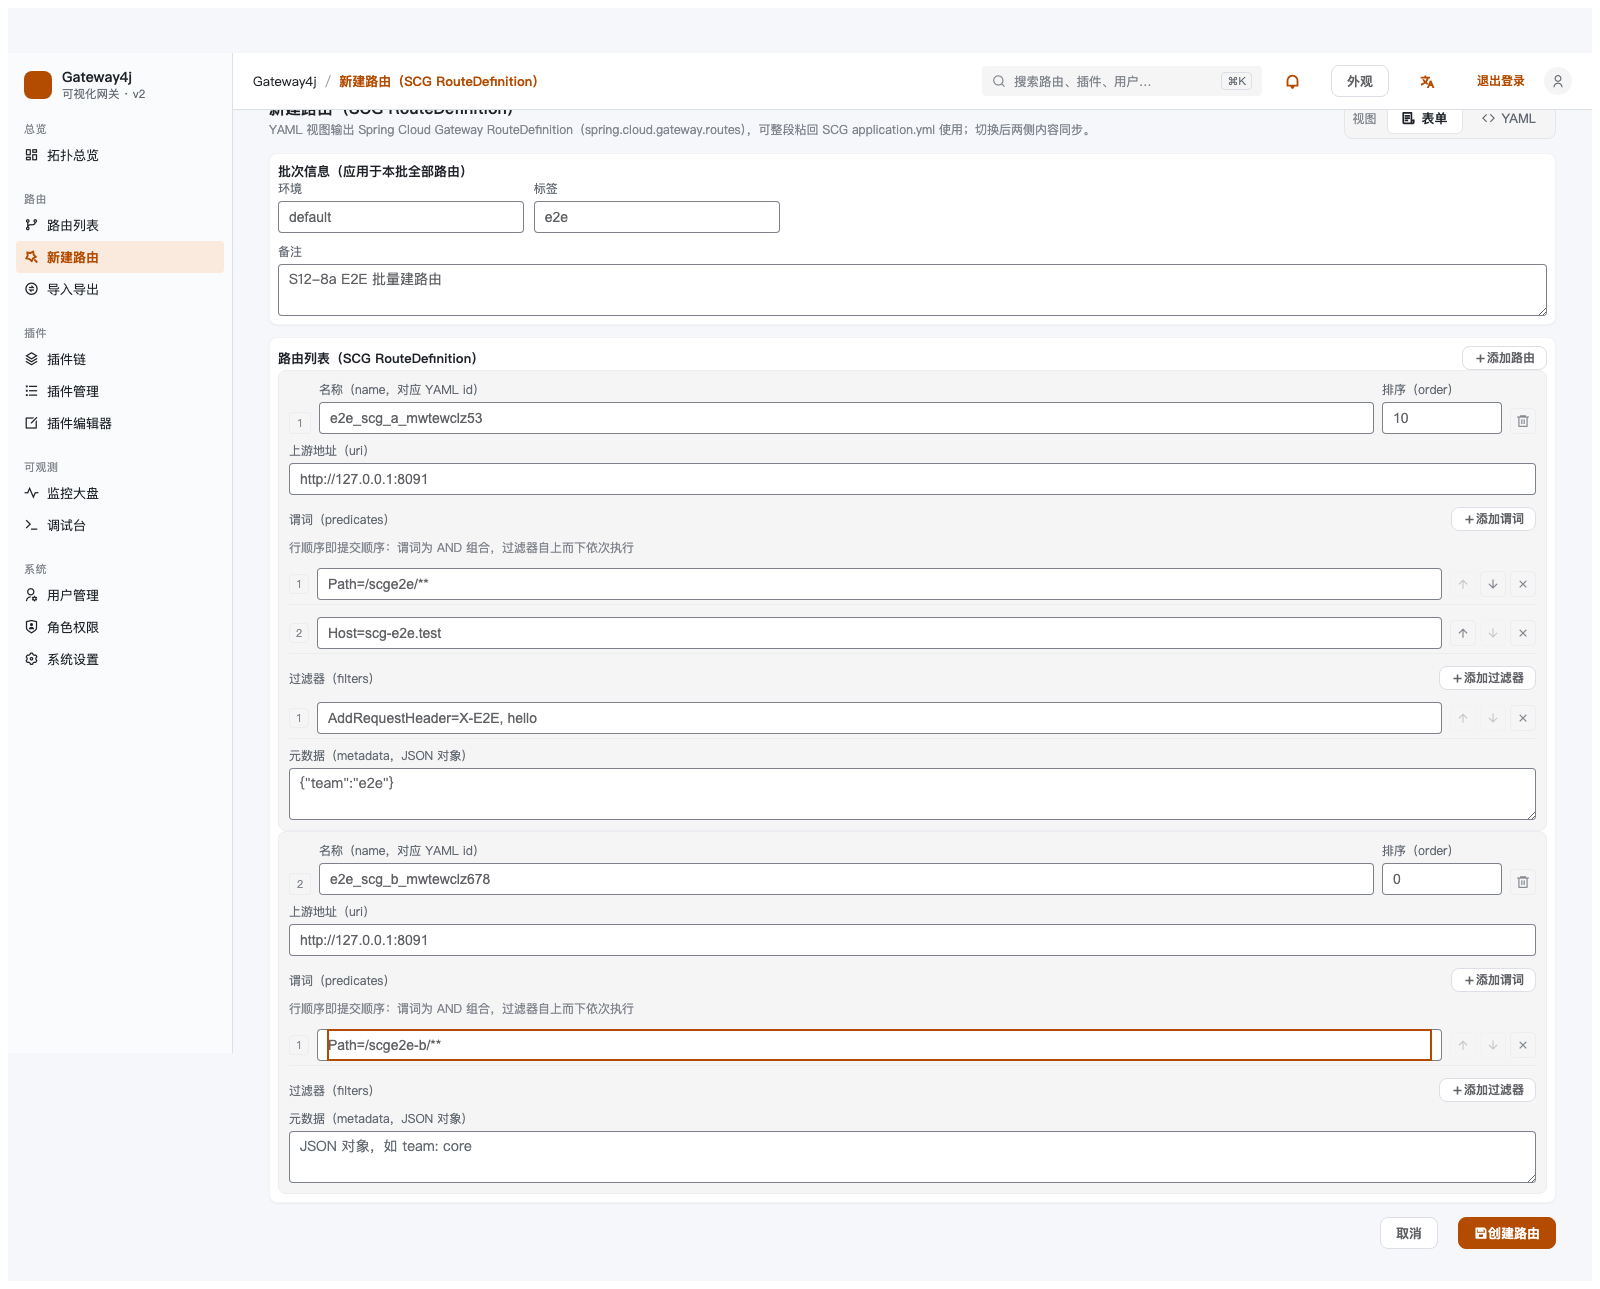 Gateway4j
可视化网关 · v2
总览
拓扑总览
路由
路由列表
新建路由
导入导出
插件
插件链
插件管理
插件编辑器
可观测
监控大盘
调试台
系统
用户管理
角色权限
系统设置
Gateway4j / 新建路由（SCG RouteDefinition）
搜索路由、插件、用户… ⌘K
外观
退出登录
新建路由（SCG RouteDefinition）
YAML 视图输出 Spring Cloud Gateway RouteDefinition（spring.cloud.gateway.routes），可整段粘回 SCG application.yml 使用；切换后两侧内容同步。
视图 表单 <> YAML
批次信息（应用于本批全部路由）
环境 标签
default e2e
备注
S12-8a E2E 批量建路由
路由列表（SCG RouteDefinition）
+添加路由
名称（name，对应 YAML id） 排序（order）
1 e2e_scg_a_mwtewclz53 10
上游地址（uri）
http://127.0.0.1:8091
谓词（predicates） +添加谓词
行顺序即提交顺序：谓词为 AND 组合，过滤器自上而下依次执行
1 Path=/scge2e/**
2 Host=scg-e2e.test
过滤器（filters） +添加过滤器
1 AddRequestHeader=X-E2E, hello
元数据（metadata，JSON 对象）
{"team":"e2e"}
名称（name，对应 YAML id） 排序（order）
2 e2e_scg_b_mwtewclz678 0
上游地址（uri）
http://127.0.0.1:8091
谓词（predicates） +添加谓词
行顺序即提交顺序：谓词为 AND 组合，过滤器自上而下依次执行
1 Path=/scge2e-b/**
过滤器（filters） +添加过滤器
元数据（metadata，JSON 对象）
JSON 对象，如 team: core
取消 创建路由